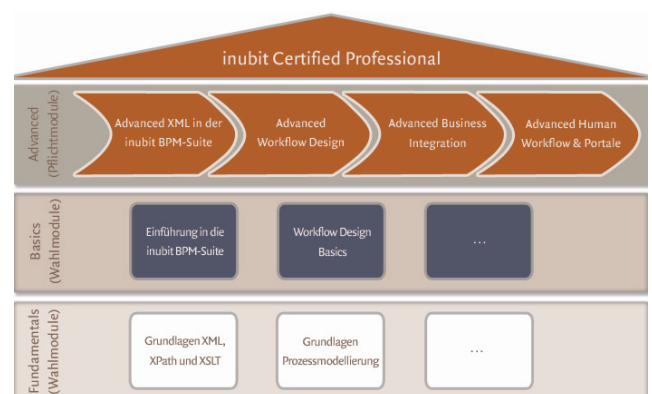 inubit Certified Professional
Advanced
(Pflichtmodule)
Advanced XML in der
inubit BPM-Suite
Advanced
Workflow Design
Advanced Business
Integration
Advanced Human
Workflow & Portale
Basics
(Wahlmodule)
Einführung in die
inubit BPM-Suite
Workflow Design
Basics
...
Fundamentals
(Wahlmodule)
Grundlagen XML,
XPath und XSLT
Grundlagen
Prozessmodellierung
...